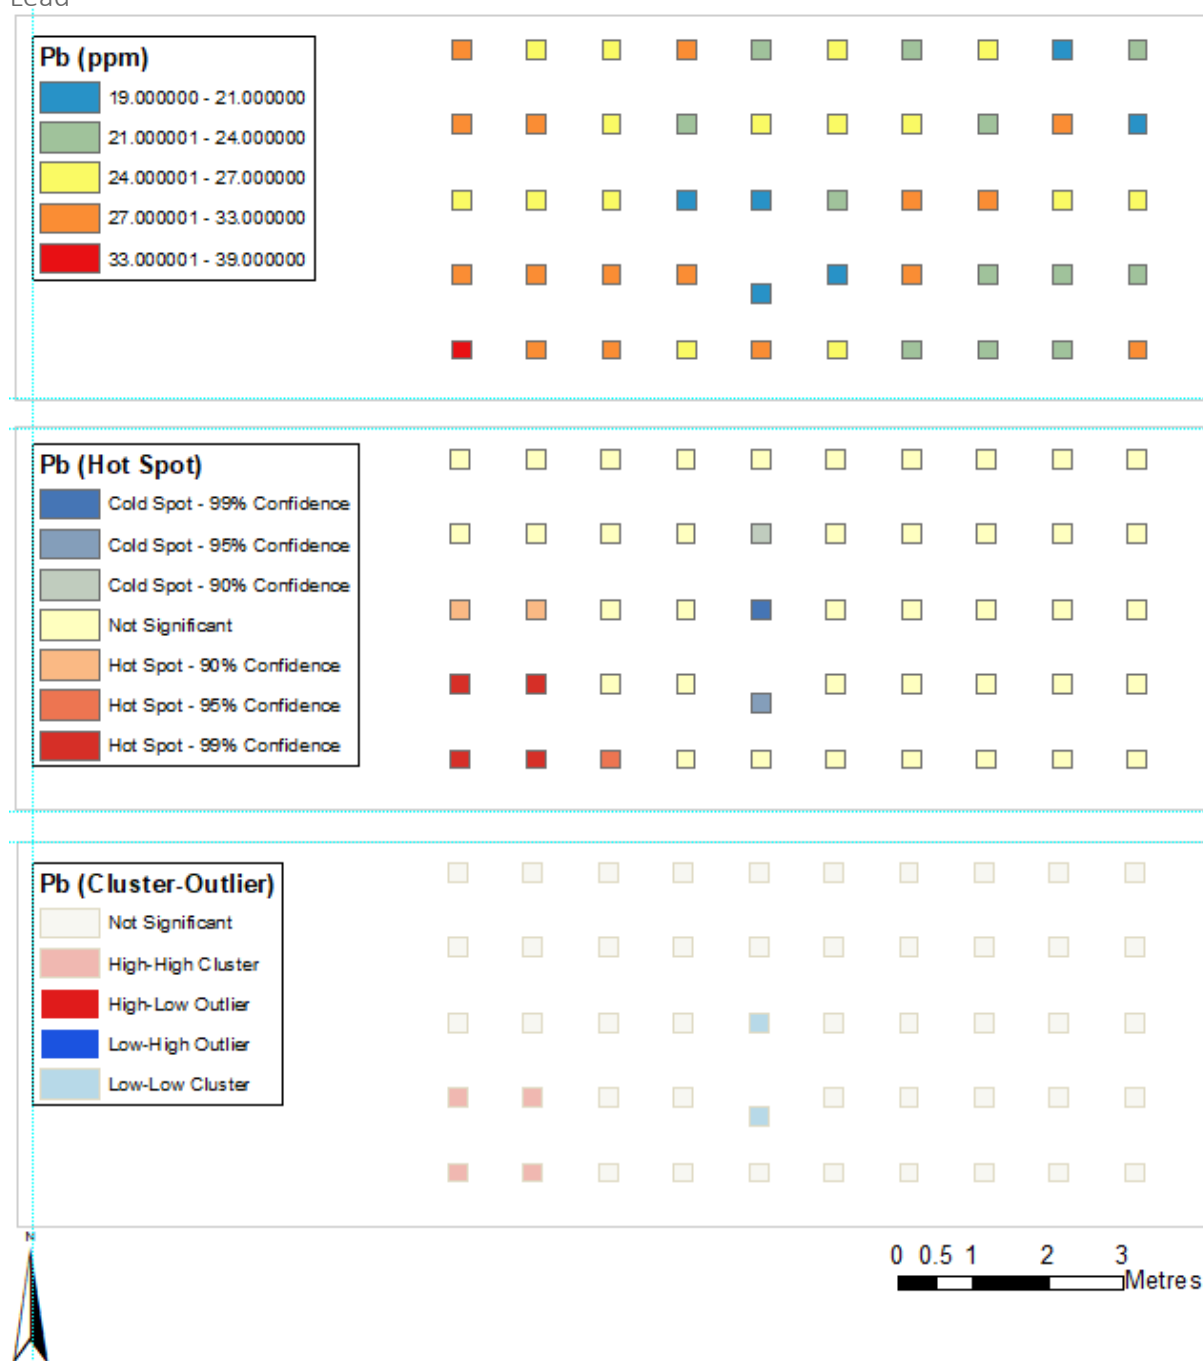 Lead
Pb (ppm)
19.000000 - 21.000000
21.000001 - 24.000000
24.000001 - 27.000000
27.000001 - 33.000000
33.000001 - 39.000000
Pb (Hot Spot)
Cold Spot - 99% Confidence
Cold Spot - 95% Confidence
Cold Spot - 90% Confidence
Not Significant
Hot Spot - 90% Confidence
Hot Spot - 95% Confidence
Hot Spot - 99% Confidence
Pb (Cluster-Outlier)
Not Significant
High-High Cluster
High-Low Outlier
Low-High Outlier
Low-Low Cluster
N
0 0.5 1 2 3
Metres